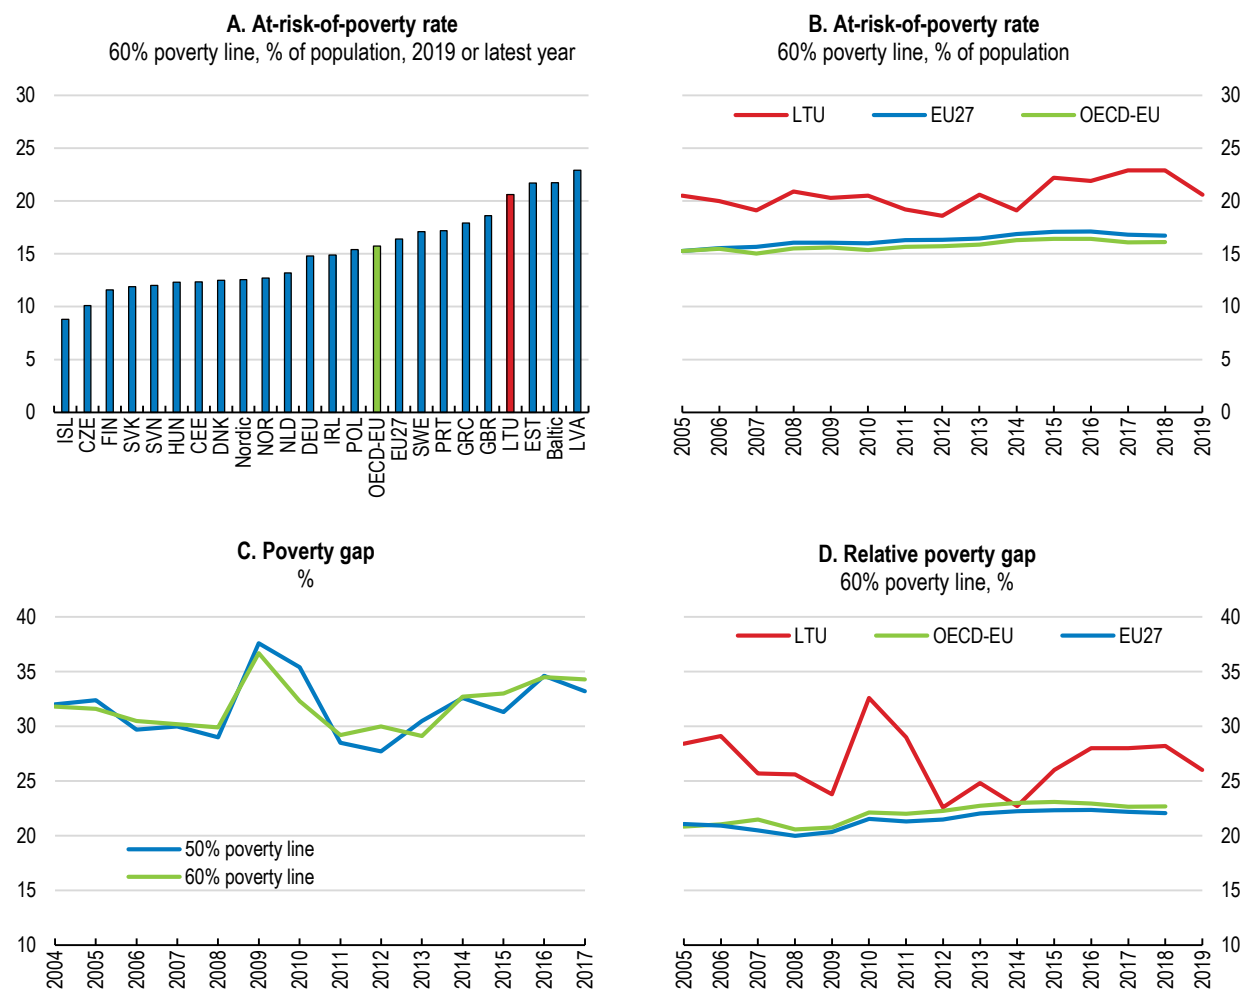 A. At-risk-of-poverty rate
60% poverty line, % of population, 2019 or latest year
30
25
20
15
10
5
0
ISL
CZE
FIN
SVK
SVN
HUN
CEE
DNK
Nordic
NOR
NLD
DEU
IRL
POL
OECD-EU
EU27
SWE
PRT
GRC
GBR
LTU
EST
Baltic
LVA
B. At-risk-of-poverty rate
60% poverty line, % of population
LTU EU27 OECD-EU
30
25
20
15
10
5
0
2005
2006
2007
2008
2009
2010
2011
2012
2013
2014
2015
2016
2017
2018
2019
C. Poverty gap
%
40
35
30
25
20
15
10
50% poverty line
60% poverty line
2004
2005
2006
2007
2008
2009
2010
2011
2012
2013
2014
2015
2016
2017
D. Relative poverty gap
60% poverty line, %
LTU OECD-EU EU27
40
35
30
25
20
15
10
2005
2006
2007
2008
2009
2010
2011
2012
2013
2014
2015
2016
2017
2018
2019